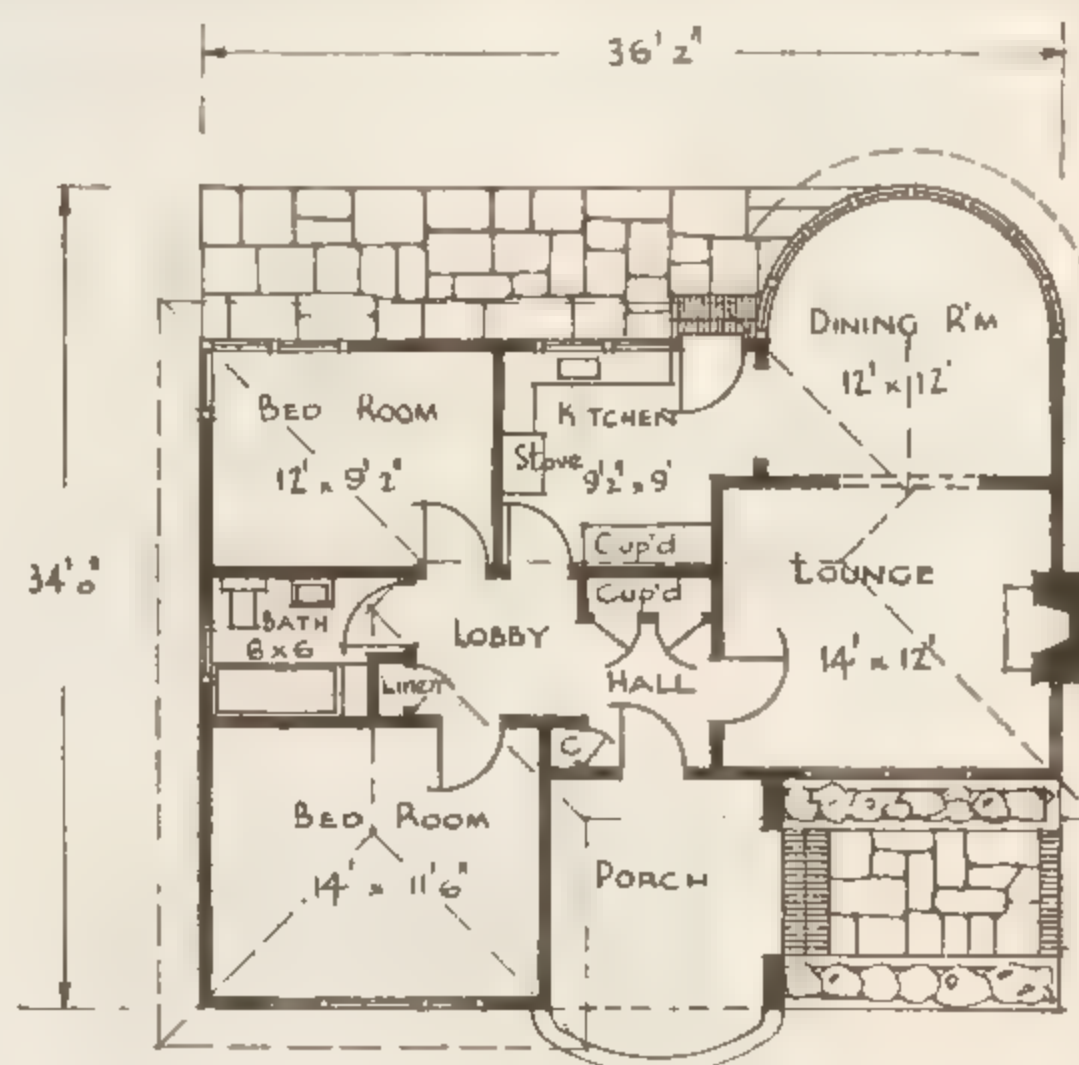 36' 2"
DINING R'M
12' x 12'
BED ROOM
12' x 9' 2"
KITCHEN
Stove
9'2" x 9'
34' 0"
Cup'd
Cup'd
LOUNGE
14' x 12'
BATH
8 x 6
LOBBY
LINEN
HALL
C
BED ROOM
14' x 11'6"
PORCH